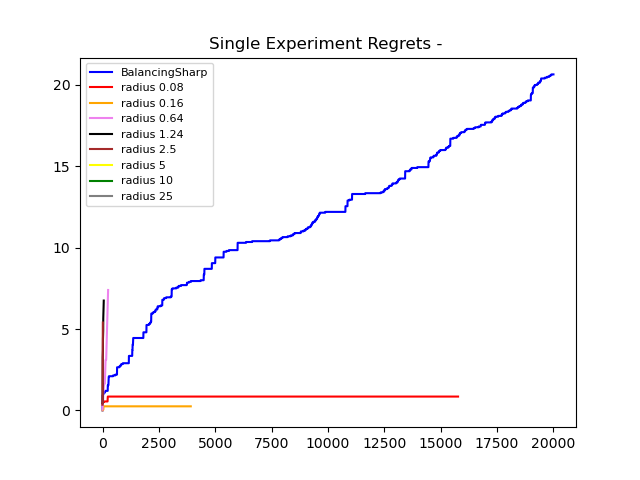 Single Experiment Regrets -
BalancingSharp
radius 0.08
radius 0.16
radius 0.64
radius 1.24
radius 2.5
radius 5
radius 10
radius 25
20
15
10
5
0
0 2500 5000 7500 10000 12500 15000 17500 20000